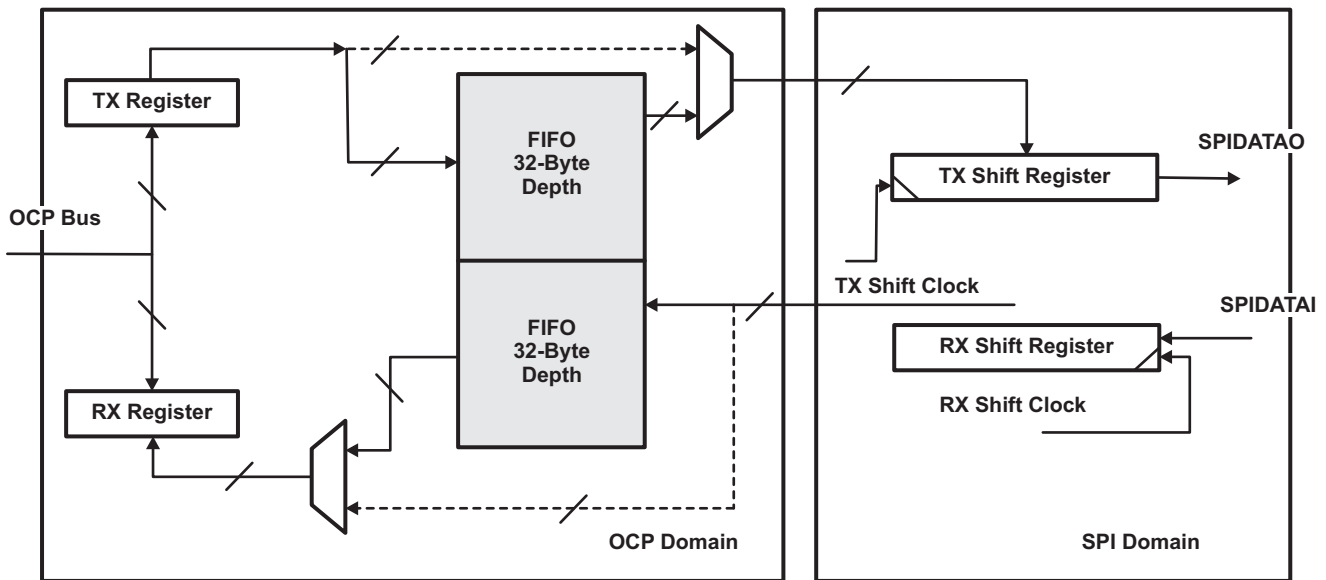 TX Register
FIFO
32-Byte
Depth
SPIDATAO
TX Shift Register
OCP Bus
TX Shift Clock
SPIDATAI
FIFO
32-Byte
Depth
RX Shift Register
RX Register
RX Shift Clock
OCP Domain
SPI Domain